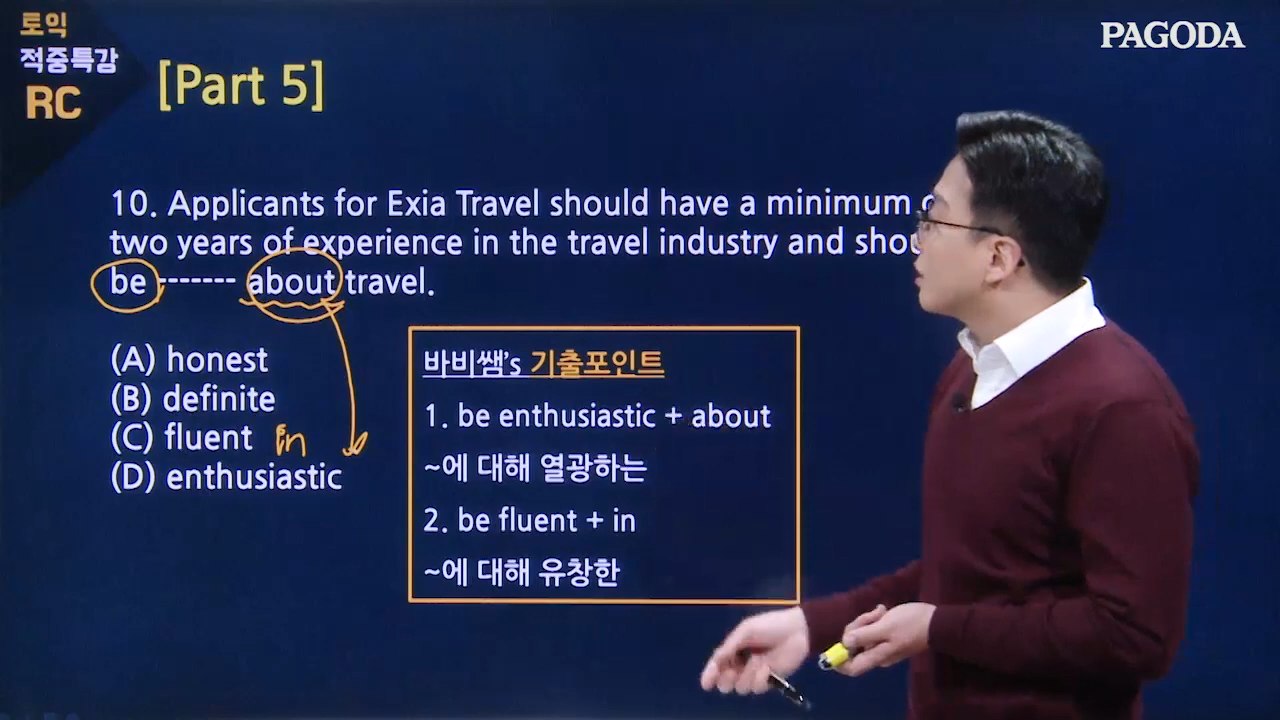 토익
적중특강
RC
PAGODA
[Part 5]
10. Applicants for Exia Travel should have a minimum
two years of experience in the travel industry and
be ------- about travel.
(A) honest
(B) definite
(C) fluent in
(D) enthusiastic
바비쌤's 기출포인트
1. be enthusiastic + about
~에 대해 열광하는
2. be fluent + in
~에 대해 유창한